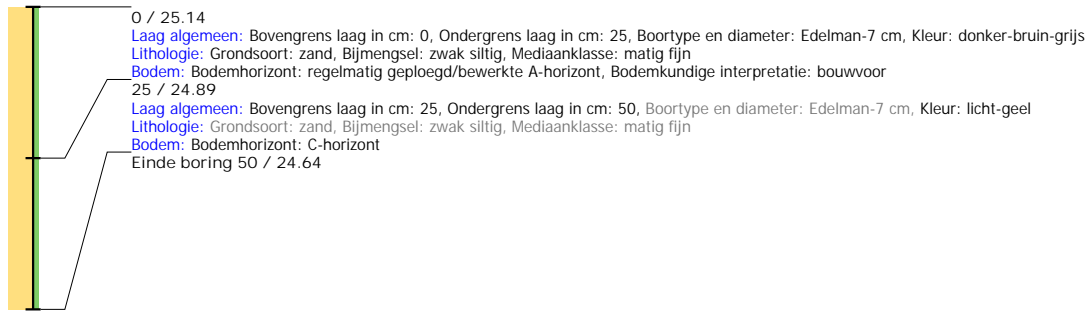 0 / 25.14
Laag algemeen: Bovengrens laag in cm: 0, Ondergrens laag in cm: 25, Boortype en diameter: Edelman-7 cm, Kleur: donker-bruin-grijs
Lithologie: Grondsoort: zand, Bijmengsel: zwak siltig, Mediaanklasse: matig fijn
Bodem: Bodemhorizont: regelmatig geploegd/bewerkte A-horizont, Bodemkundige interpretatie: bouwvoor
25 / 24.89
Laag algemeen: Bovengrens laag in cm: 25, Ondergrens laag in cm: 50, Boortype en diameter: Edelman-7 cm, Kleur: licht-geel
Lithologie: Grondsoort: zand, Bijmengsel: zwak siltig, Mediaanklasse: matig fijn
Bodem: Bodemhorizont: C-horizont
Einde boring 50 / 24.64